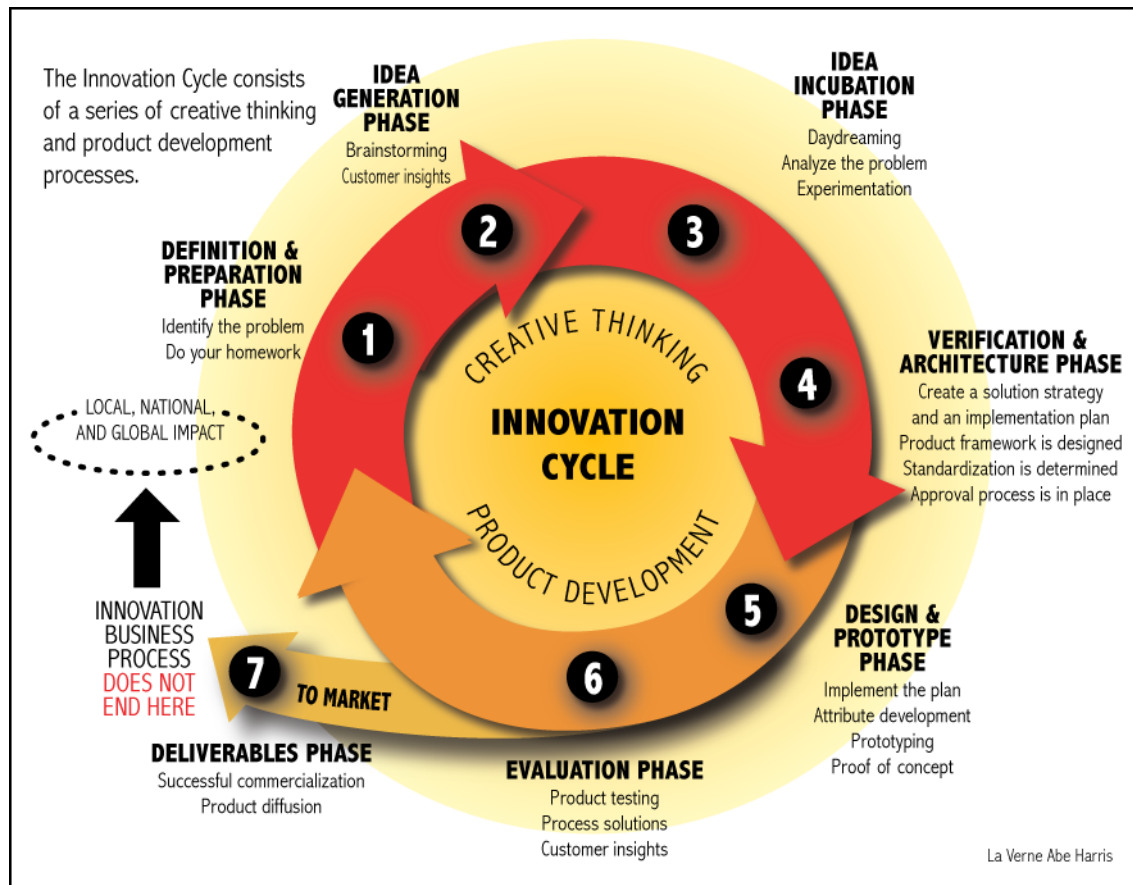 The Innovation Cycle consists
of a series of creative thinking
and product development
processes.
IDEA
GENERATION
PHASE
Brainstorming
Customer insights
IDEA
INCUBATION
PHASE
Daydreaming
Analyze the problem
Experimentation
2
3
DEFINITION &
PREPARATION
PHASE
Identify the problem
Do your homework
1
CREATIVE THINKING
INNOVATION
CYCLE
PRODUCT DEVELOPMENT
4
VERIFICATION &
ARCHITECTURE PHASE
Create a solution strategy
and an implementation plan
Product framework is designed
Standardization is determined
Approval process is in place
LOCAL, NATIONAL,
AND GLOBAL IMPACT
INNOVATION
BUSINESS
PROCESS
DOES NOT
END HERE
5
DESIGN &
PROTOTYPE
PHASE
Implement the plan
Attribute development
Prototyping
Proof of concept
6
7
TO MARKET
DELIVERABLES PHASE
Successful commercialization
Product diffusion
EVALUATION PHASE
Product testing
Process solutions
Customer insights
La Verne Abe Harris